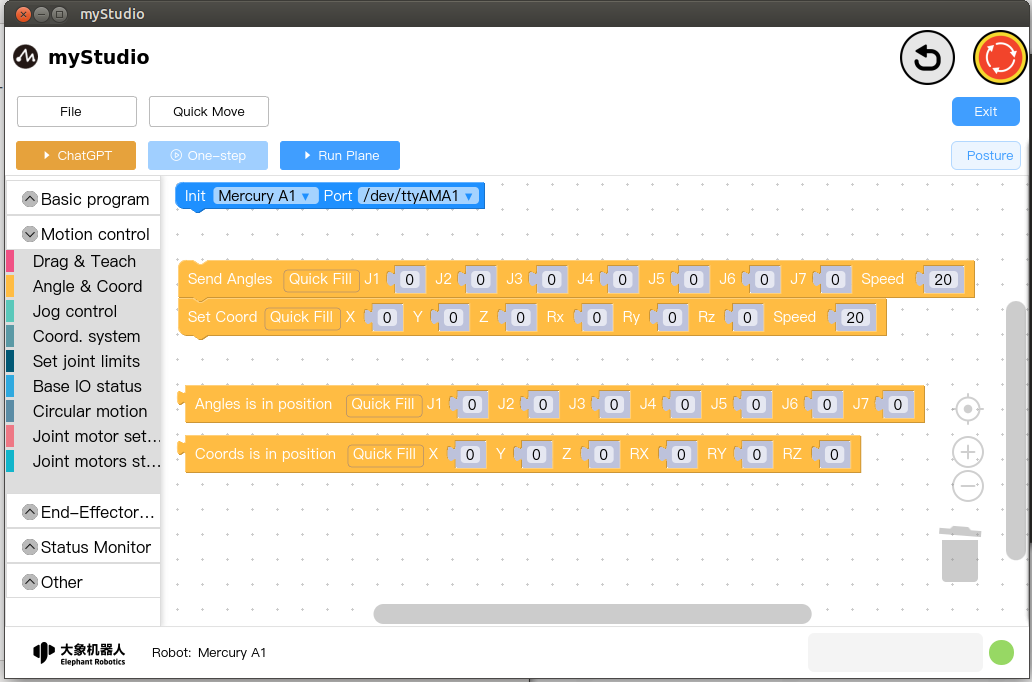 myStudio
myStudio
File Quick Move Exit
ChatGPT One-step Run Plane Posture
Init Mercury A1 Port /dev/ttyAMA1
Basic program
Motion control
Drag & Teach
Angle & Coord
Jog control
Coord. system
Set joint limits
Base IO status
Circular motion
Joint motor set...
Joint motors st...
End-Effector...
Status Monitor
Other
Send Angles Quick Fill J1 0 J2 0 J3 0 J4 0 J5 0 J6 0 J7 0 Speed 20
Set Coord Quick Fill X 0 Y 0 Z 0 Rx 0 Ry 0 Rz 0 Speed 20
Angles is in position Quick Fill J1 0 J2 0 J3 0 J4 0 J5 0 J6 0 J7 0
Coords is in position Quick Fill X 0 Y 0 Z 0 RX 0 RY 0 RZ 0
大象机器人
Elephant Robotics
Robot: Mercury A1